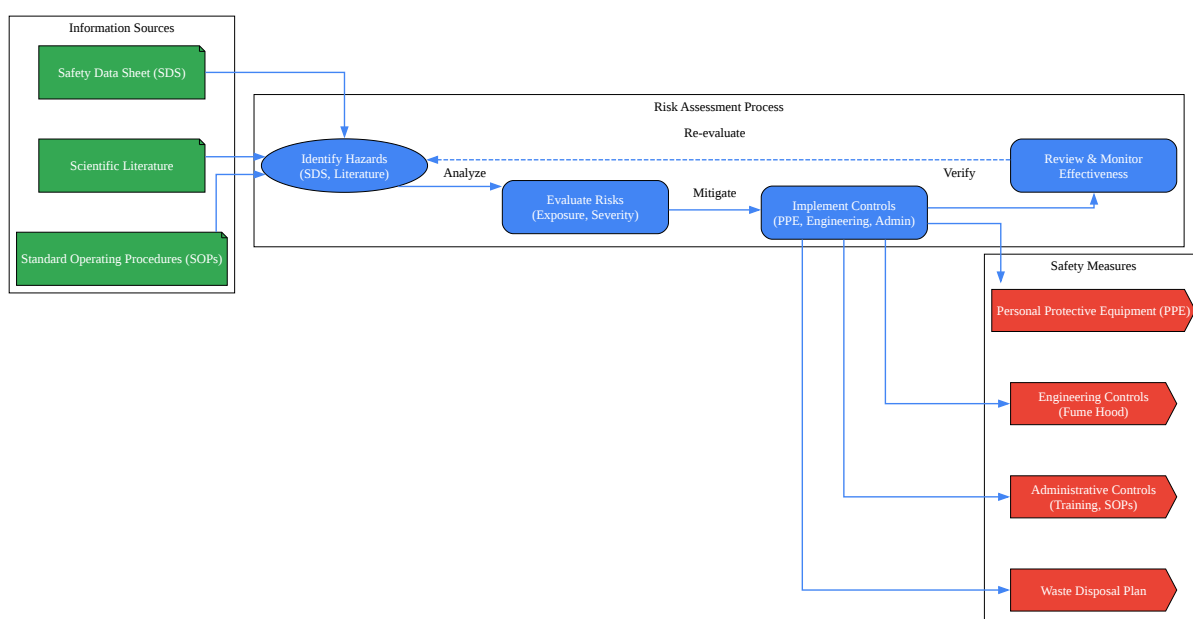 Information Sources
Safety Data Sheet (SDS)
Scientific Literature
Standard Operating Procedures (SOPs)
Risk Assessment Process
Re-evaluate
Identify Hazards
(SDS, Literature)
Analyze
Evaluate Risks
(Exposure, Severity)
Mitigate
Implement Controls
(PPE, Engineering, Admin)
Verify
Review & Monitor
Effectiveness
Safety Measures
Personal Protective Equipment (PPE)
Engineering Controls
(Fume Hood)
Administrative Controls
(Training, SOPs)
Waste Disposal Plan